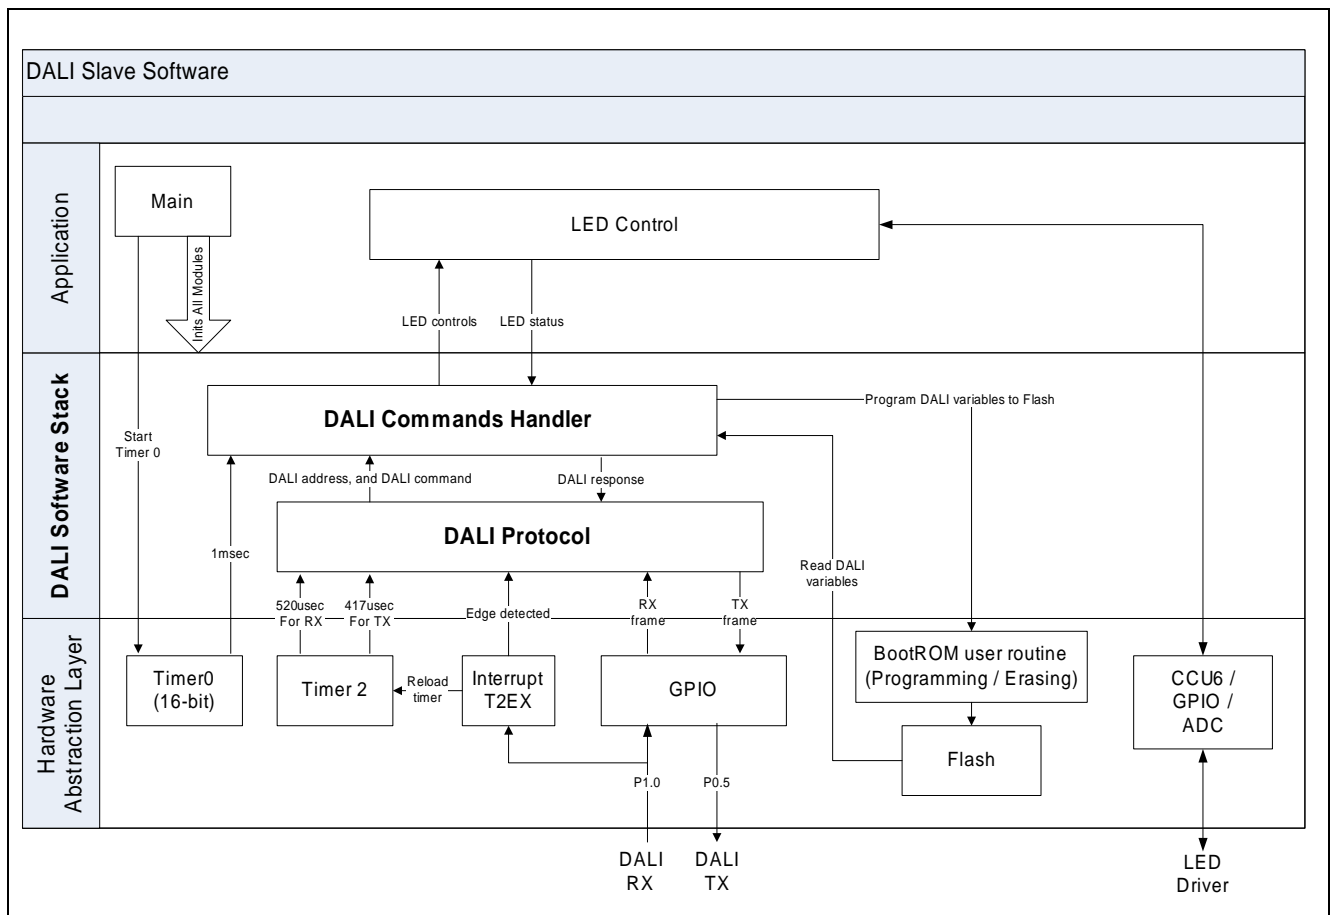 DALI Slave Software
Application
Main
Inits All Modules
LED Control
LED controls
LED status
DALI Software Stack
Start
Timer 0
DALI Commands Handler
Program DALI variables to Flash
DALI address, and DALI command
DALI response
DALI Protocol
1msec
Read DALI
variables
520usec
For RX
417usec
For TX
Edge detected
RX
frame
TX
frame
Hardware
Abstraction Layer
Timer0
(16-bit)
Timer 2
Reload
timer
Interrupt
T2EX
GPIO
BootROM user routine
(Programming / Erasing)
Flash
CCU6 /
GPIO /
ADC
P1.0
P0.5
DALI
RX
DALI
TX
LED
Driver